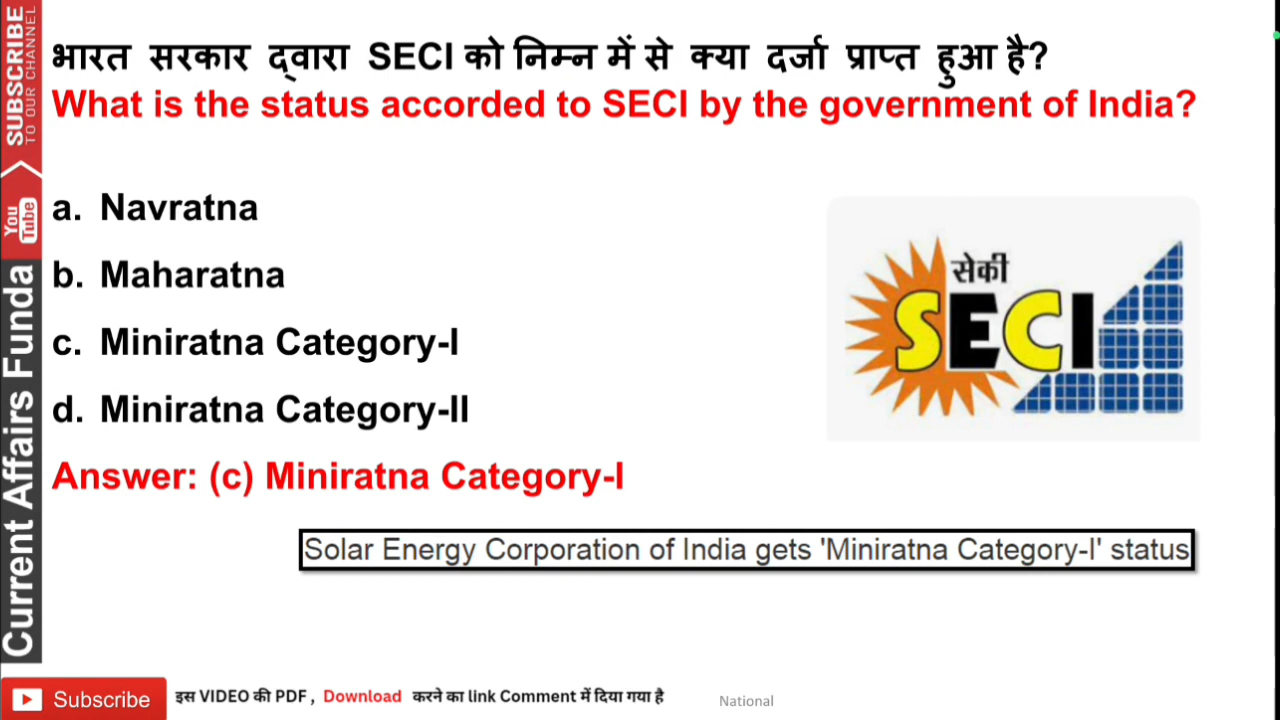 भारत सरकार द्वारा SECI को निम्न में से क्या दर्जा प्राप्त हुआ है?
What is the status accorded to SECI by the government of India?
a. Navratna
b. Maharatna
c. Miniratna Category-I
d. Miniratna Category-II
Answer: (c) Miniratna Category-I
सेकी
SECI
Solar Energy Corporation of India gets 'Miniratna Category-I' status
SUBSCRIBE
TO OUR CHANNEL
You
Tube
Current Affairs Funda
Subscribe
इस VIDEO की PDF , Download करने का link Comment में दिया गया है
National